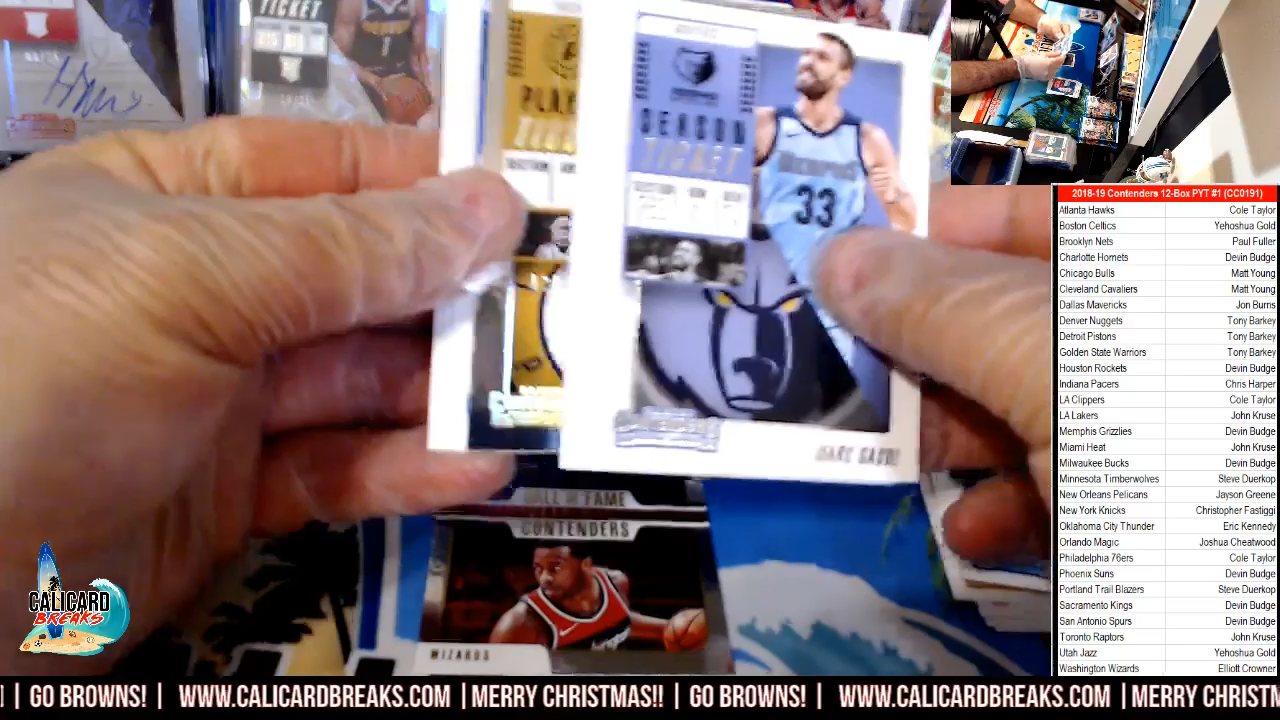 TICKET
SEASON
TICKET
33
MARC GASOL
HALL OF FAME
CONTENDERS
WIZARDS
CALICARD
BREAKS
2018-19 Contenders 12-Box PYT #1 (CC0191)
Atlanta Hawks Cole Taylor
Boston Celtics Yehoshua Gold
Brooklyn Nets Paul Fuller
Charlotte Hornets Devin Budge
Chicago Bulls Matt Young
Cleveland Cavaliers Matt Young
Dallas Mavericks Jon Burns
Denver Nuggets Tony Barkey
Detroit Pistons Tony Barkey
Golden State Warriors Tony Barkey
Houston Rockets Devin Budge
Indiana Pacers Chris Harper
LA Clippers Cole Taylor
LA Lakers John Kruse
Memphis Grizzlies Devin Budge
Miami Heat John Kruse
Milwaukee Bucks Devin Budge
Minnesota Timberwolves Steve Duerkop
New Orleans Pelicans Jayson Greene
New York Knicks Christopher Fastiggi
Oklahoma City Thunder Eric Kennedy
Orlando Magic Joshua Cheatwood
Philadelphia 76ers Cole Taylor
Phoenix Suns Devin Budge
Portland Trail Blazers Steve Duerkop
Sacramento Kings Devin Budge
San Antonio Spurs Devin Budge
Toronto Raptors John Kruse
Utah Jazz Yehoshua Gold
Washington Wizards Elliott Crowner
| GO BROWNS! | WWW.CALICARDBREAKS.COM | MERRY CHRISTMAS!! | GO BROWNS! | WWW.CALICARDBREAKS.COM | MERRY CHRIST